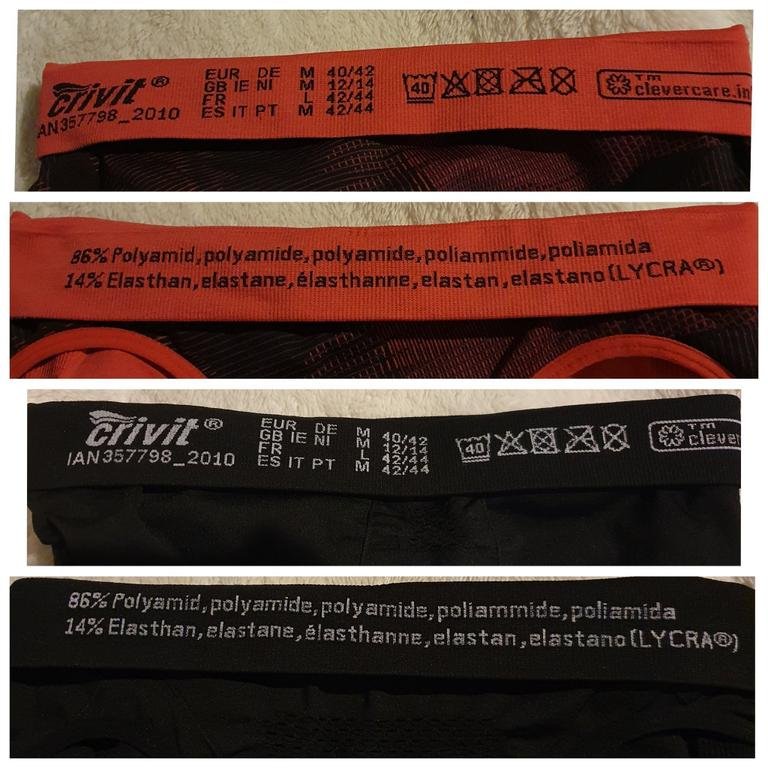 crivit®
IAN357798_2010
EUR DE M 40/42
GB IE NI M 12/14
FR L 42/44
ES IT PT M 42/44
40
TM
clevercare.in
86% Polyamid, polyamide, polyamide, poliammide, poliamida
14% Elasthan, elastane, élasthanne, elastan, elastano (LYCRA®)
crivit®
IAN357798_2010
EUR DE M 40/42
GB IE NI M 12/14
FR L 42/44
ES IT PT M 42/44
40
TM
clever
86% Polyamid, polyamide, polyamide, poliammide, poliamida
14% Elasthan, elastane, élasthanne, elastan, elastano (LYCRA®)